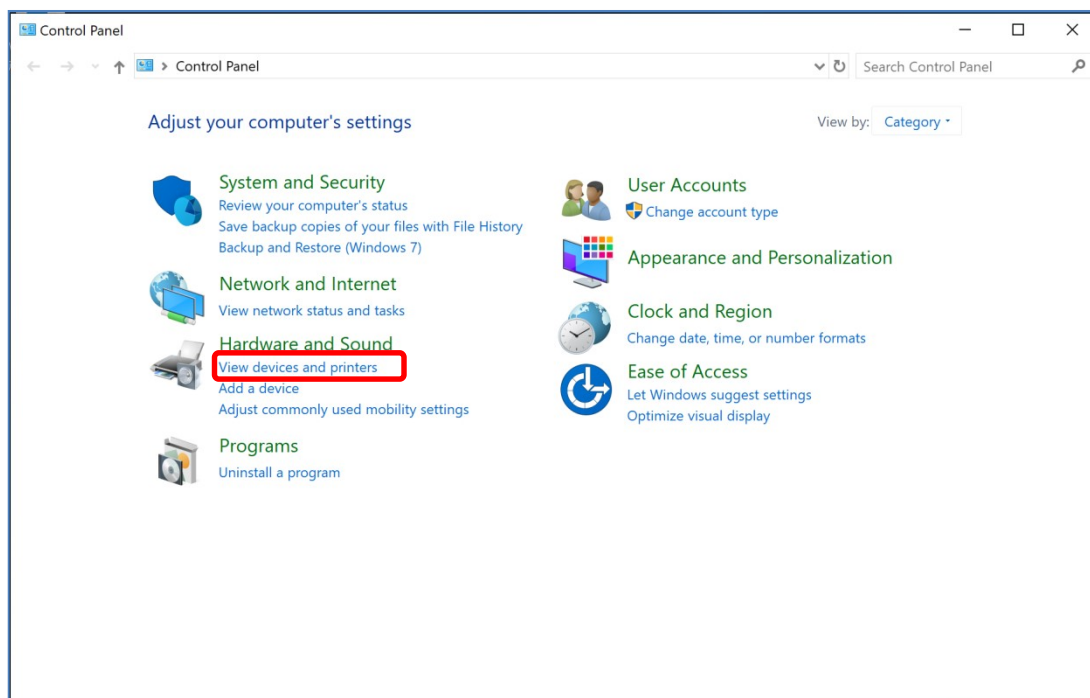 Control Panel
Control Panel
Search Control Panel
Adjust your computer's settings
View by: Category
System and Security
Review your computer's status
Save backup copies of your files with File History
Backup and Restore (Windows 7)
Network and Internet
View network status and tasks
Hardware and Sound
View devices and printers
Add a device
Adjust commonly used mobility settings
Programs
Uninstall a program
User Accounts
Change account type
Appearance and Personalization
Clock and Region
Change date, time, or number formats
Ease of Access
Let Windows suggest settings
Optimize visual display